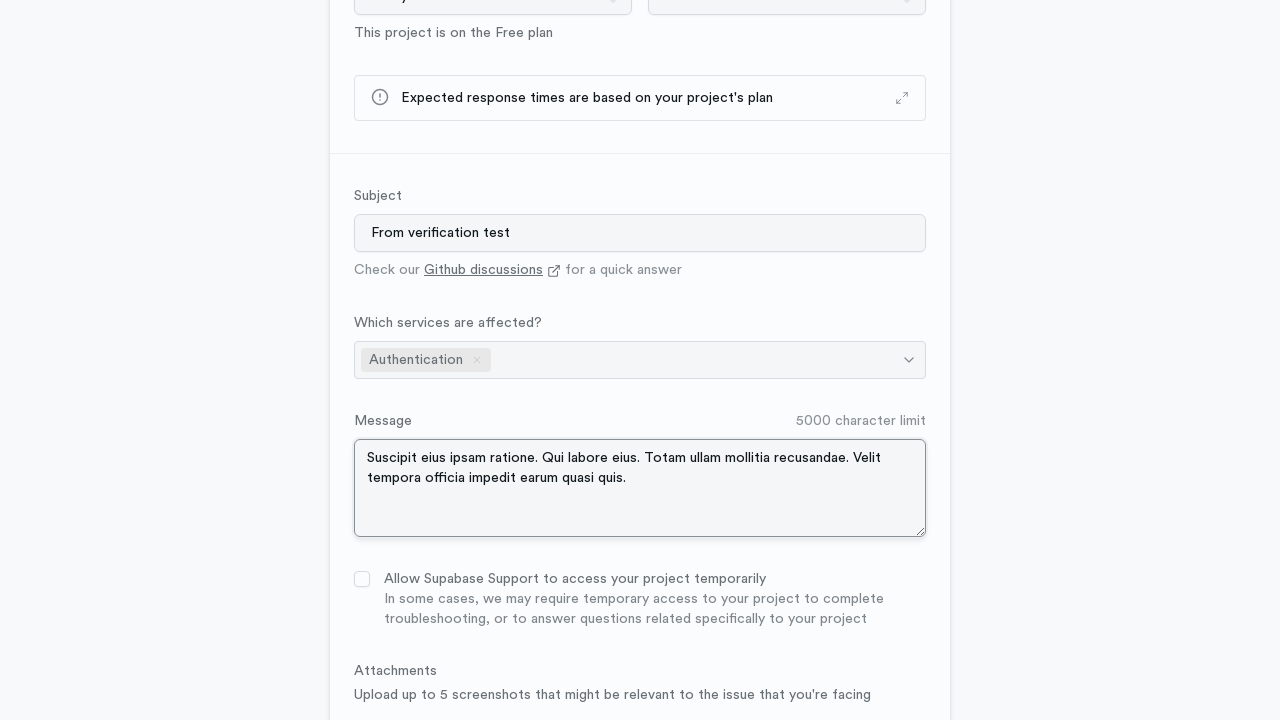 This project is on the Free plan
Expected response times are based on your project's plan
Subject
From verification test
Check our Github discussions for a quick answer
Which services are affected?
Authentication
Message
5000 character limit
Suscipit eius ipsam ratione. Qui labore eius. Totam ullam mollitia recusandae. Velit
tempora officia impedit earum quasi quis.
Allow Supabase Support to access your project temporarily
In some cases, we may require temporary access to your project to complete
troubleshooting, or to answer questions related specifically to your project
Attachments
Upload up to 5 screenshots that might be relevant to the issue that you're facing